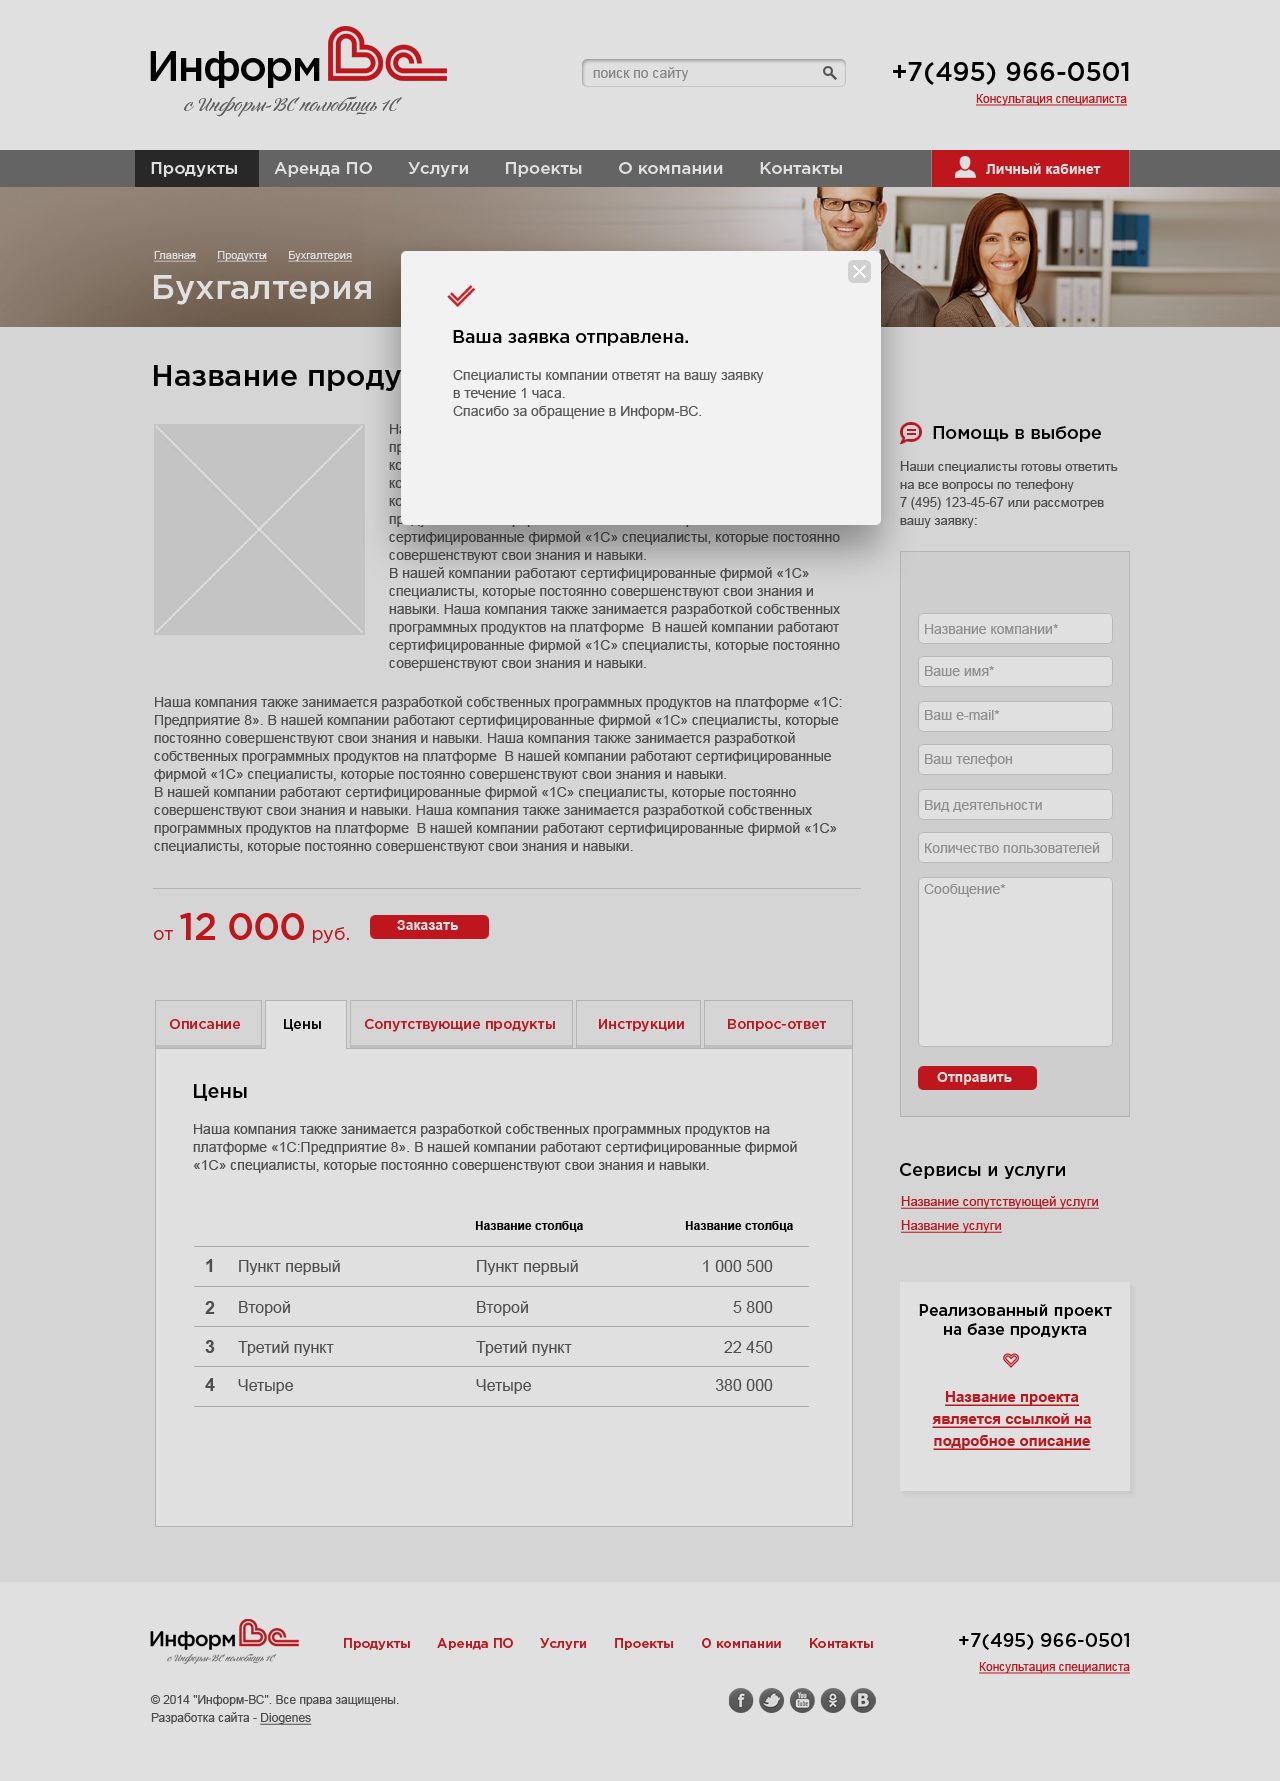 Информ ВС
с Информ-ВС полюбишь 1С
поиск по сайту
+7(495) 966-0501
Консультация специалиста
Продукты Аренда ПО Услуги Проекты О компании Контакты Личный кабинет
Главная Продукты Бухгалтерия
Бухгалтерия
Ваша заявка отправлена.
Специалисты компании ответят на вашу заявку
в течение 1 часа.
Спасибо за обращение в Информ-ВС.
Название
сертифицированные фирмой «1С» специалисты, которые постоянно
совершенствуют свои знания и навыки.
В нашей компании работают сертифицированные фирмой «1С»
специалисты, которые постоянно совершенствуют свои знания и
навыки. Наша компания также занимается разработкой собственных
программных продуктов на платформе  В нашей компании работают
сертифицированные фирмой «1С» специалисты, которые постоянно
совершенствуют свои знания и навыки.
Наша компания также занимается разработкой собственных программных продуктов на платформе «1С:
Предприятие 8». В нашей компании работают сертифицированные фирмой «1С» специалисты, которые
постоянно совершенствуют свои знания и навыки. Наша компания также занимается разработкой
собственных программных продуктов на платформе  В нашей компании работают сертифицированные
фирмой «1С» специалисты, которые постоянно совершенствуют свои знания и навыки.
В нашей компании работают сертифицированные фирмой «1С» специалисты, которые постоянно
совершенствуют свои знания и навыки. Наша компания также занимается разработкой собственных
программных продуктов на платформе  В нашей компании работают сертифицированные фирмой «1С»
специалисты, которые постоянно совершенствуют свои знания и навыки.
от 12 000 руб. Заказать
Описание Цены Сопутствующие продукты Инструкции Вопрос-ответ
Цены
Наша компания также занимается разработкой собственных программных продуктов на
платформе «1С:Предприятие 8». В нашей компании работают сертифицированные фирмой
«1С» специалисты, которые постоянно совершенствуют свои знания и навыки.
Название столбца Название столбца
1 Пункт первый Пункт первый 1 000 500
2 Второй Второй 5 800
3 Третий пункт Третий пункт 22 450
4 Четыре Четыре 380 000
Помощь в выборе
Наши специалисты готовы ответить
на все вопросы по телефону
7 (495) 123-45-67 или рассмотрев
вашу заявку:
Название компании*
Ваше имя*
Ваш e-mail*
Ваш телефон
Вид деятельности
Количество пользователей
Сообщение*
Отправить
Сервисы и услуги
Название сопутствующей услуги
Название услуги
Реализованный проект
на базе продукта
Название проекта
является ссылкой на
подробное описание
Информ ВС
с Информ-ВС полюбишь 1С
Продукты Аренда ПО Услуги Проекты О компании Контакты
+7(495) 966-0501
Консультация специалиста
© 2014 "Информ-ВС". Все права защищены.
Разработка сайта - Diogenes
f You Tube В